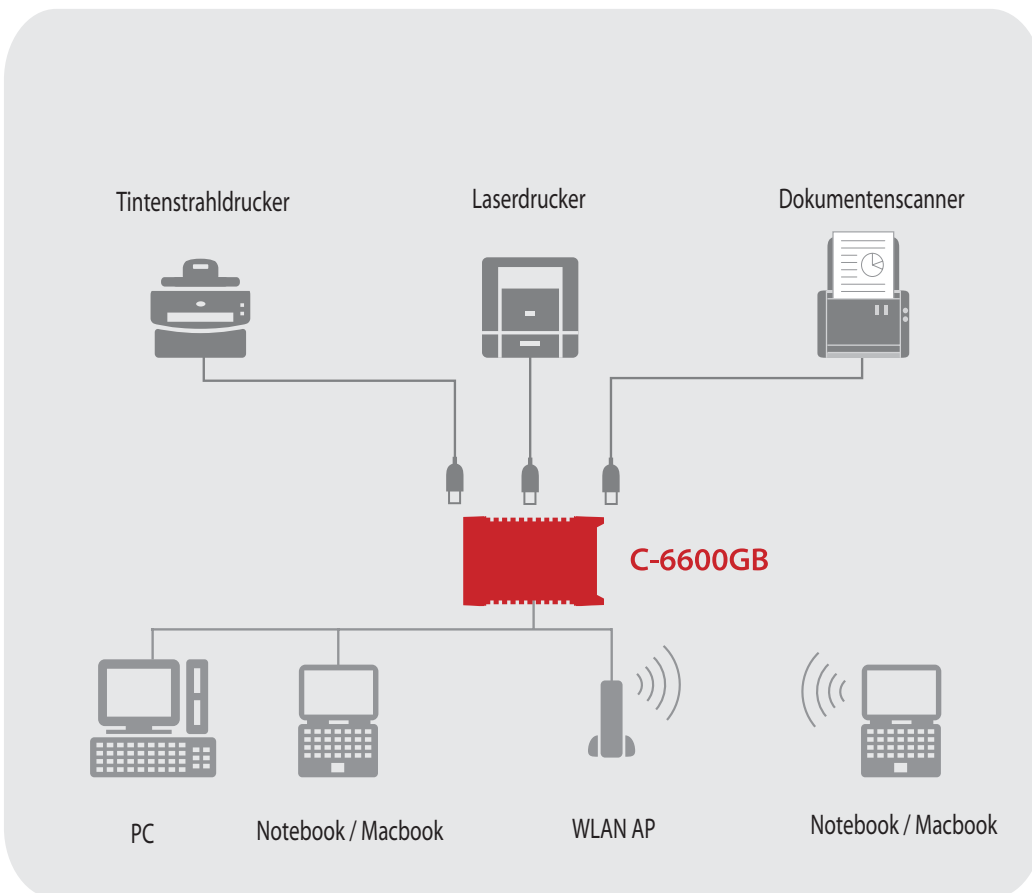 Tintenstrahldrucker
Laserdrucker
Dokumentenscanner
C-6600GB
PC
Notebook / Macbook
WLAN AP
Notebook / Macbook